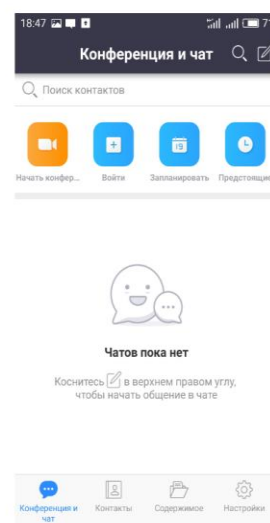 18:47
Конференция и чат
Поиск контактов
Начать конфер...
Войти
19
Запланировать
Предстоящие
Чатов пока нет
Коснитесь в верхнем правом углу,
чтобы начать общение в чате
Конференция и
чат
Контакты
Содержимое
Настройки